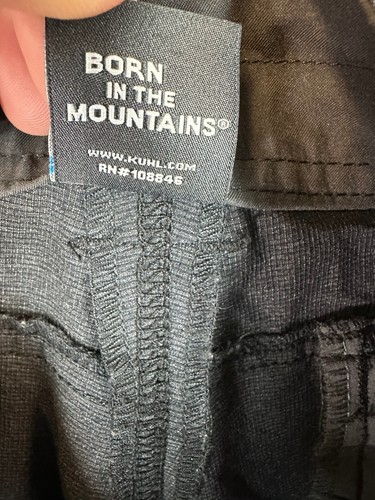 BORN
IN THE
MOUNTAINS®
WWW.KUHL.COM
RN#108846